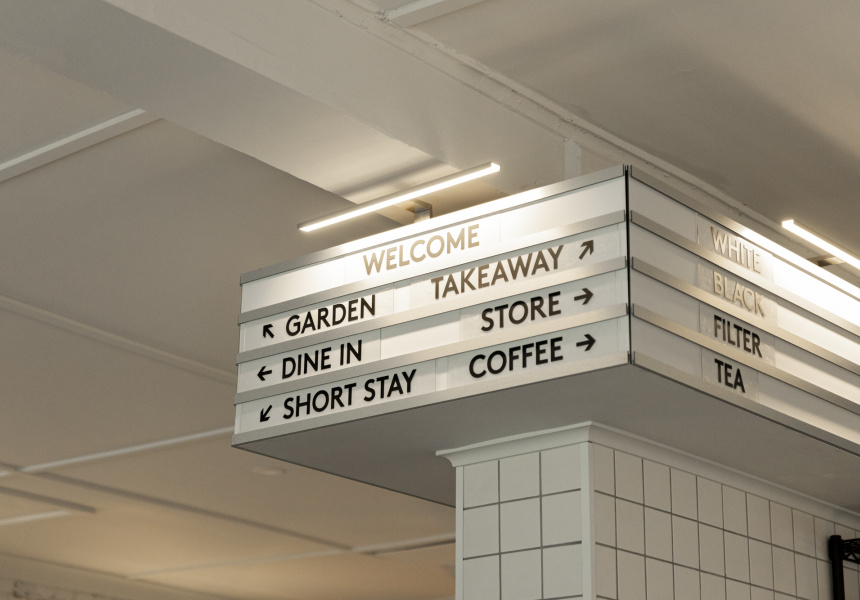 WELCOME
TAKEAWAY ↗
↖ GARDEN
STORE →
← DINE IN
COFFEE →
↙ SHORT STAY
WHITE
BLACK
FILTER
TEA